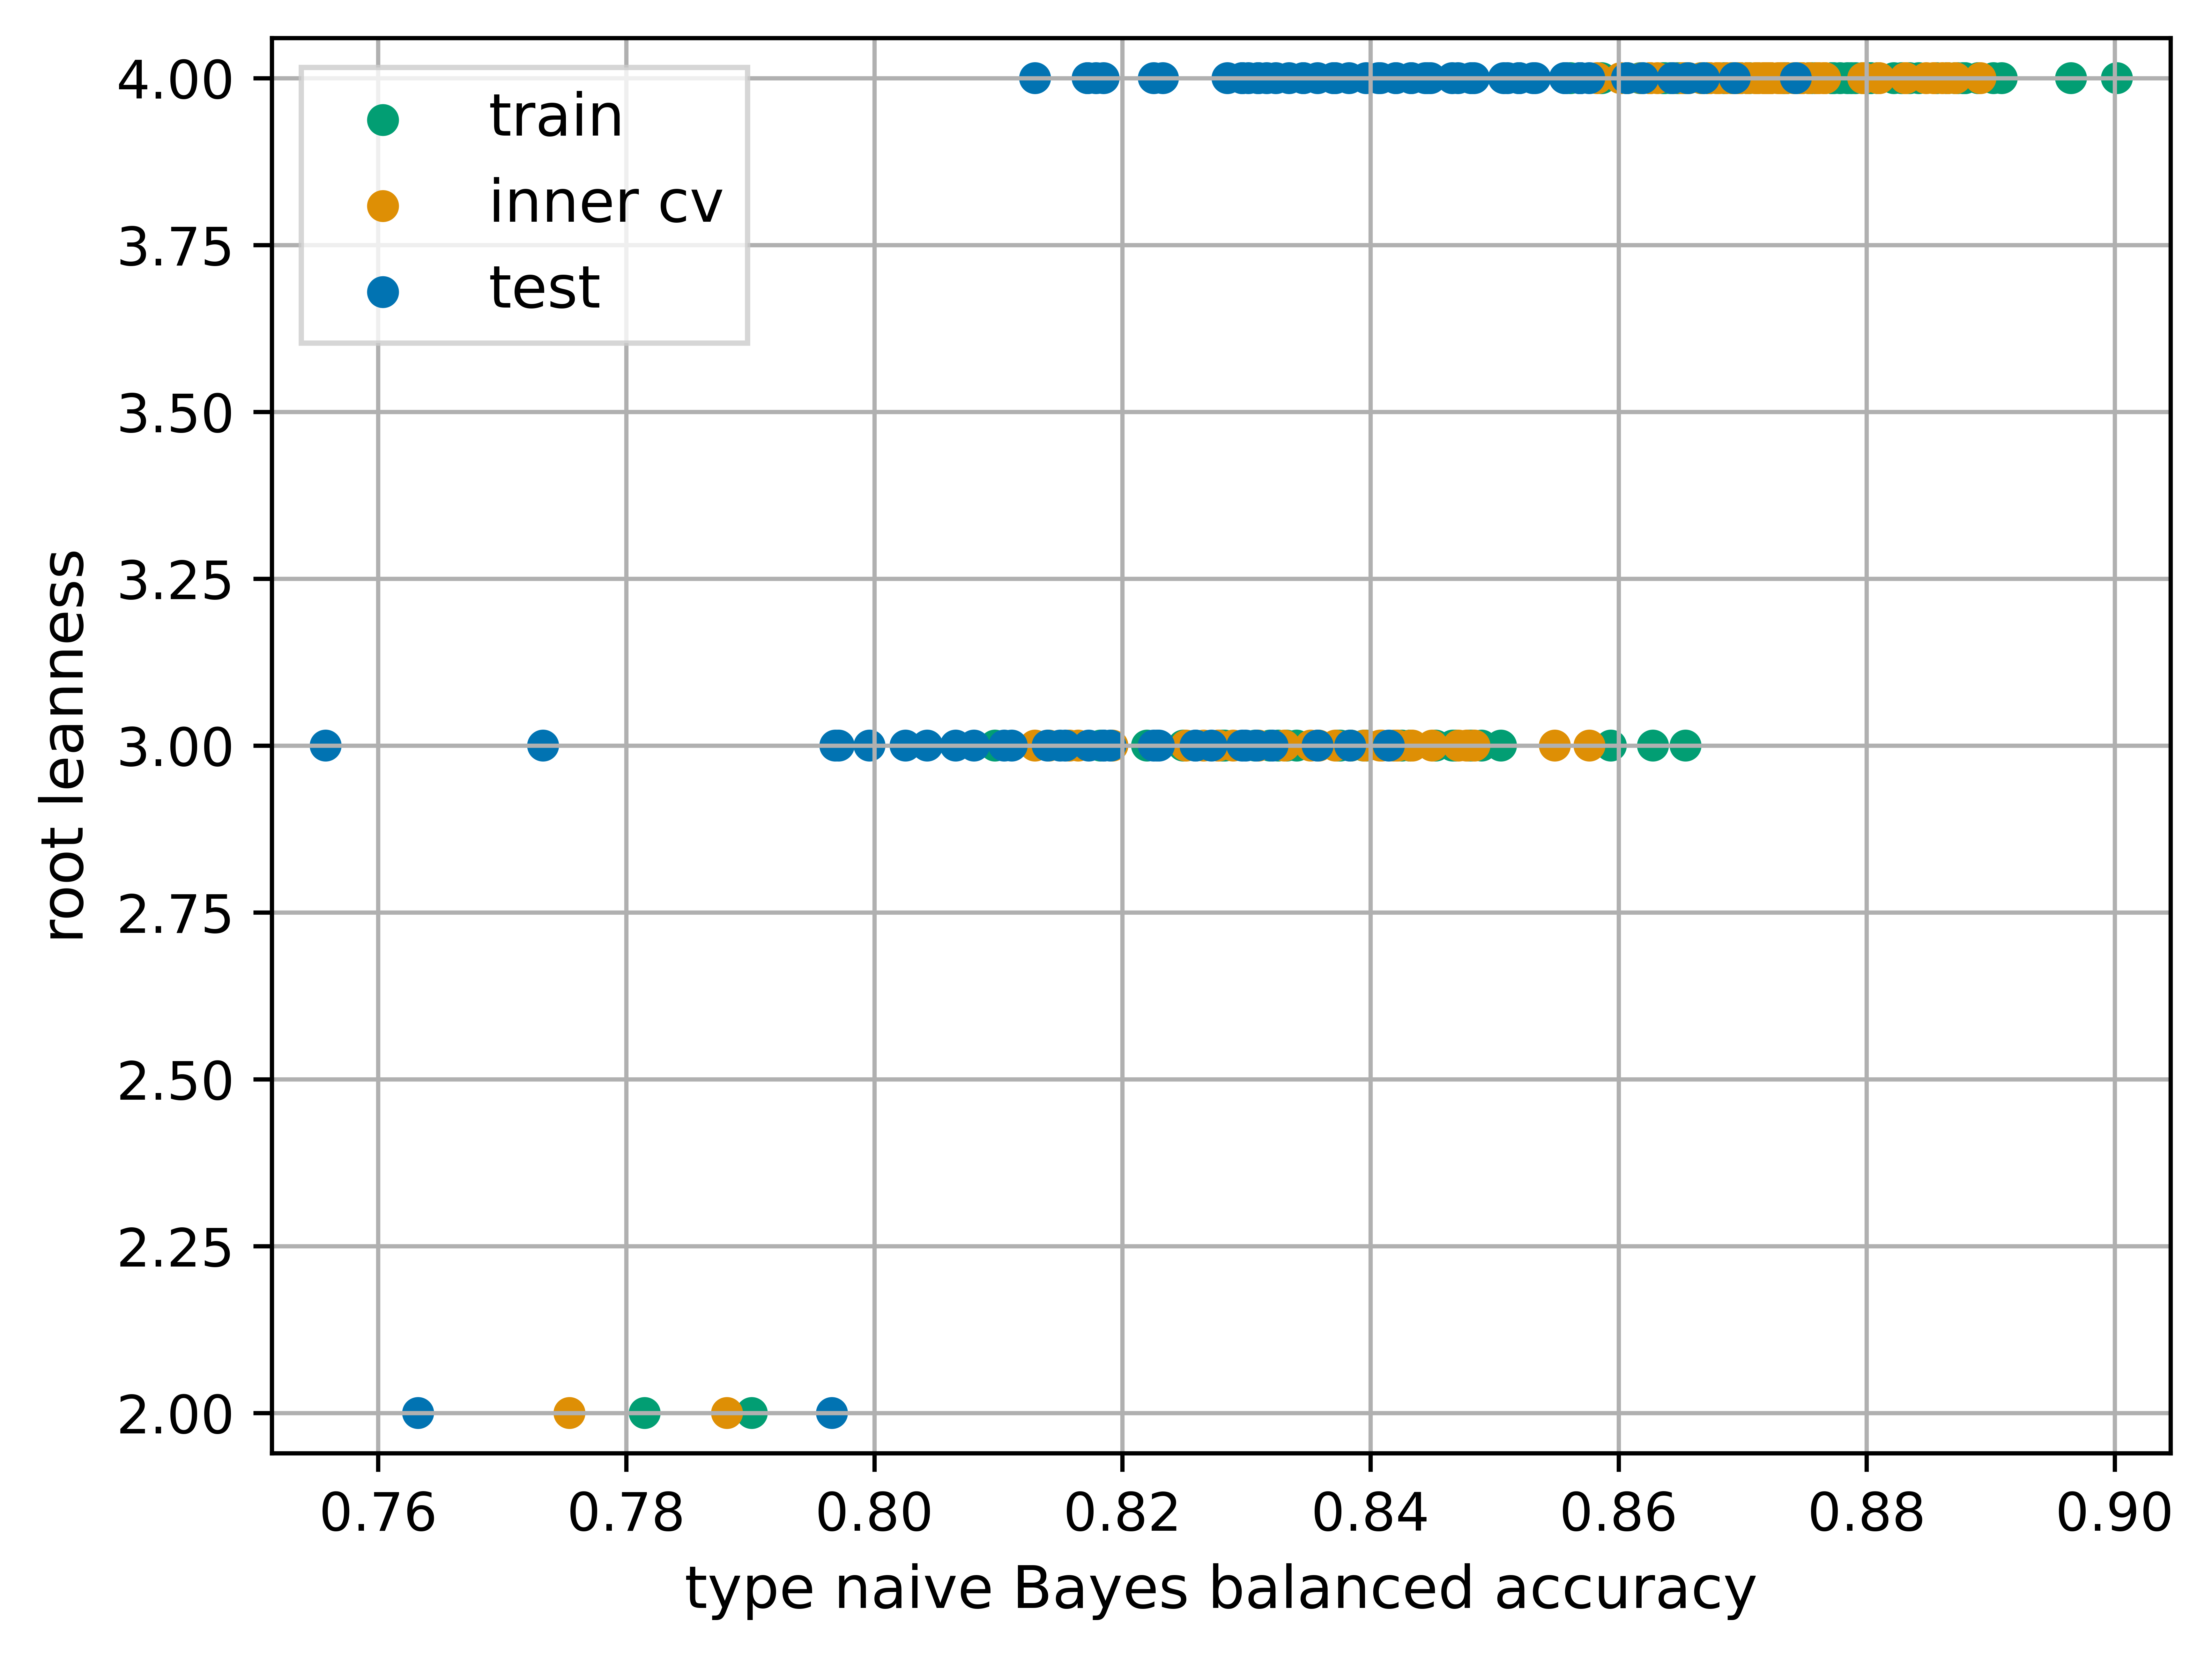 train
inner cv
test
4.00
3.75
3.50
3.25
3.00
2.75
2.50
2.25
2.00
root leanness
0.76 0.78 0.80 0.82 0.84 0.86 0.88 0.90
type naive Bayes balanced accuracy